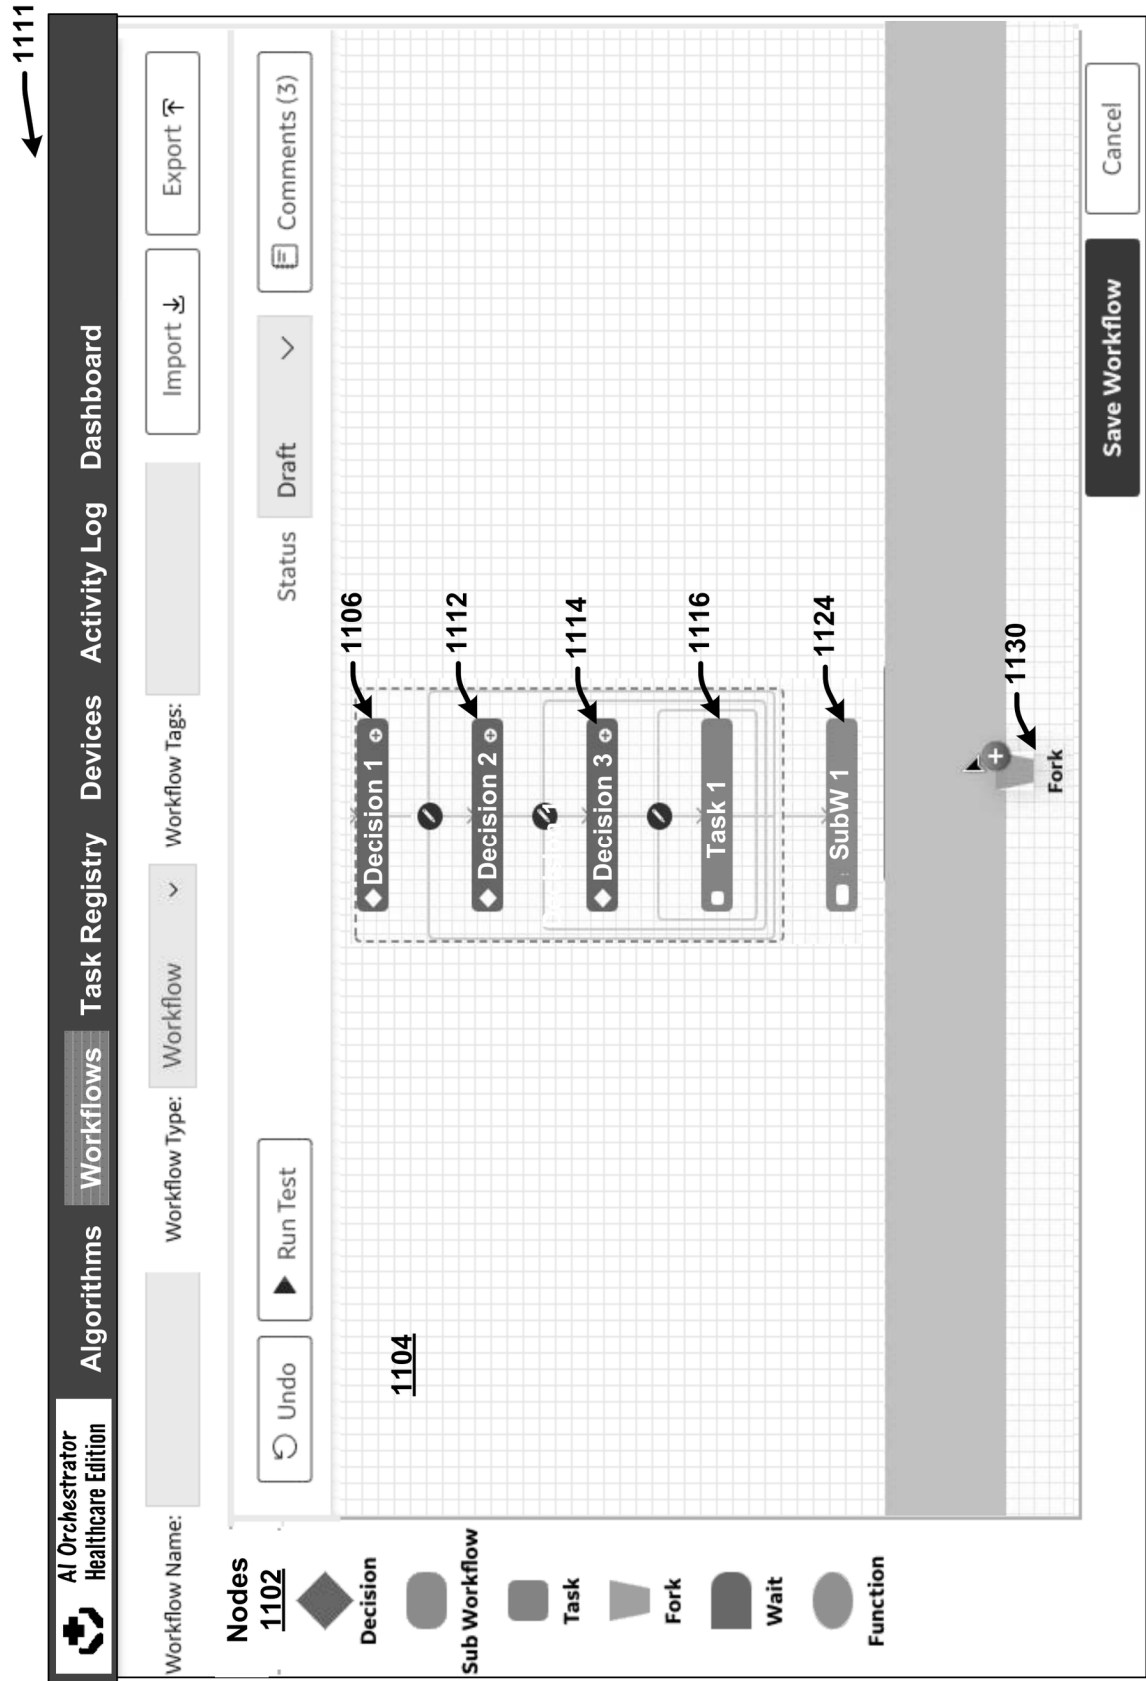 1111
AI Orchestrator
Healthcare Edition
Algorithms Workflows Task Registry Devices Activity Log Dashboard
Workflow Name: Workflow Type: Workflow Workflow Tags: Import Export
Nodes
1102
Undo Run Test Status Draft Comments (3)
Decision
Sub Workflow
Task
Fork
Wait
Function
1104
Decision 1
1106
Decision 2
1112
Decision 3
1114
Task 1
1116
SubW 1
1124
Fork
1130
Save Workflow Cancel